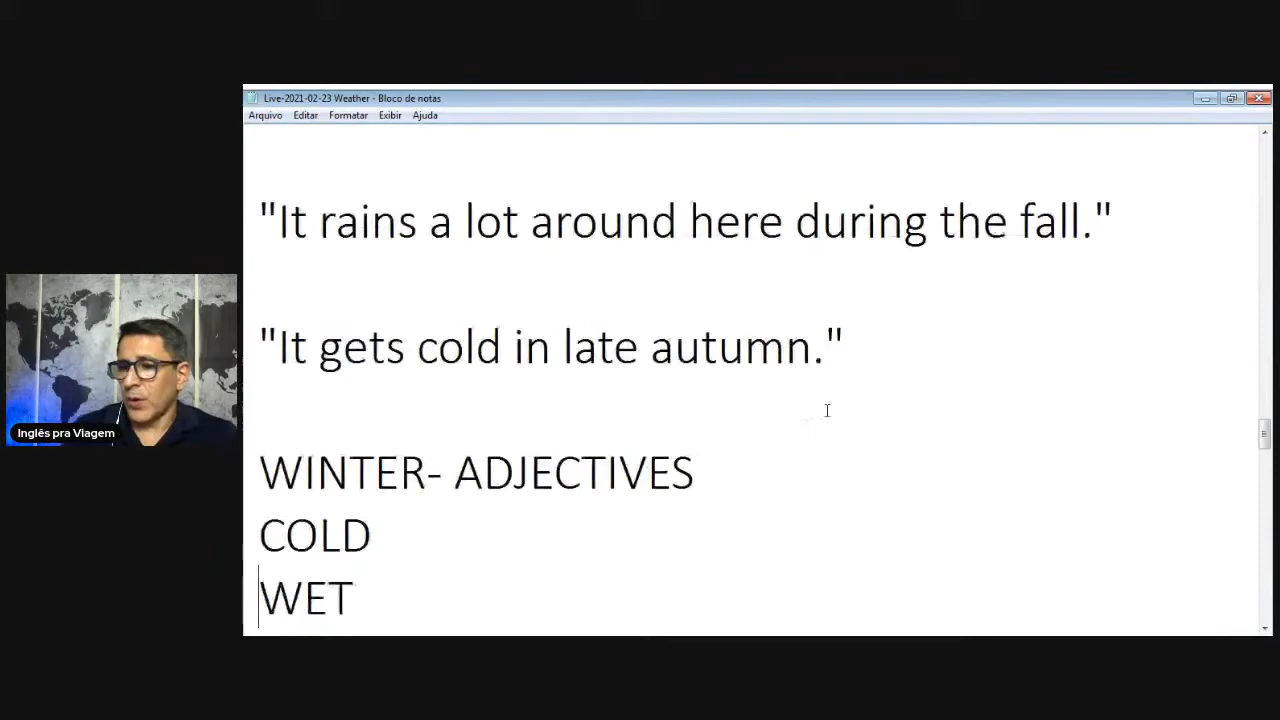 Live-2021-02-23 Weather - Bloco de notas
Arquivo Editar Formatar Exibir Ajuda
"It rains a lot around here during the fall."
"It gets cold in late autumn."
WINTER- ADJECTIVES
COLD
WET
Inglês pra Viagem